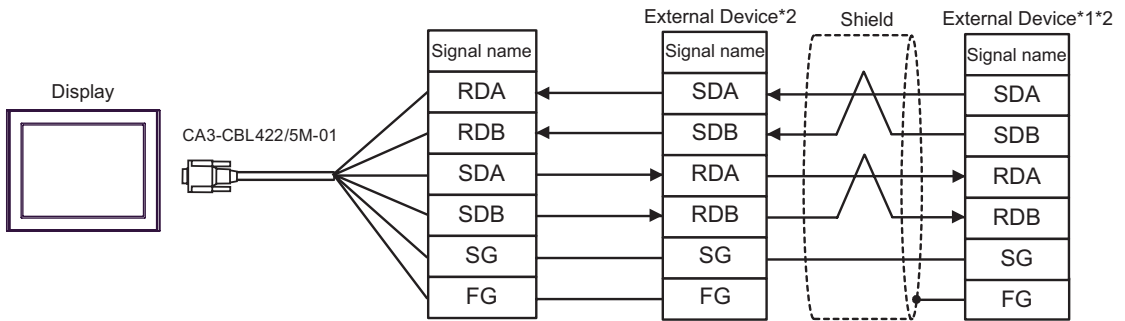 External Device*2
Shield
External Device*1*2
Display
CA3-CBL422/5M-01
Signal name
RDA
RDB
SDA
SDB
SG
FG
Signal name
SDA
SDB
RDA
RDB
SG
FG
Signal name
SDA
SDB
RDA
RDB
SG
FG